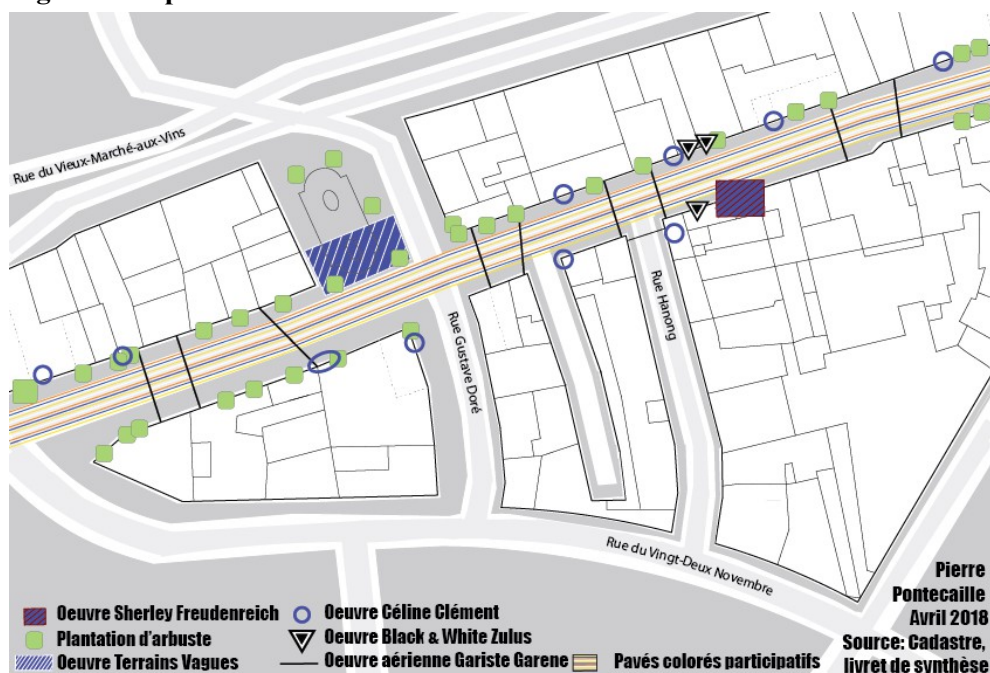 Rue du Vieux-Marché-aux-Vins
Rue Gustave Doré
Rue Hanong
Rue du Vingt-Deux Novembre
Pierre
Pontecaille
Avril 2018
Source: Cadastre,
livret de synthèse
Oeuvre Sherley Freudenreich
Oeuvre Céline Clément
Plantation d'arbuste
Oeuvre Black & White Zulus
Oeuvre Terrains Vagues
Oeuvre aérienne Gariste Garene
Pavés colorés participatifs